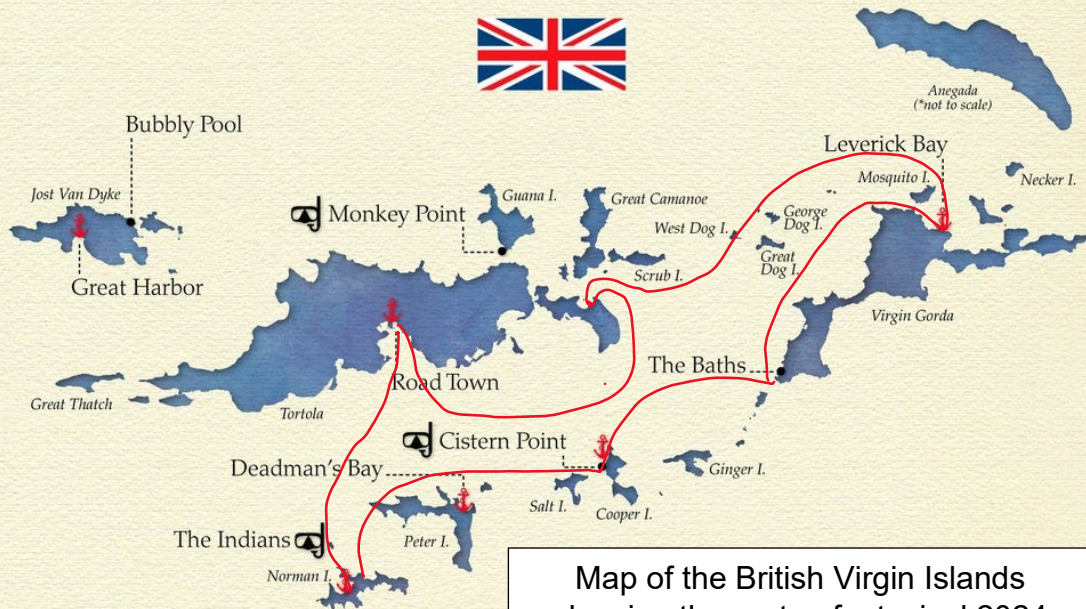 Anegada
(*not to scale)
Bubbly Pool
Leverick Bay
Jost Van Dyke
Mosquito I.
Necker I.
Guana I.
Great Camanoe
Monkey Point
George
Dog I.
West Dog I.
Great
Dog I.
Scrub I.
Great Harbor
Virgin Gorda
The Baths
Road Town
Great Thatch
Tortola
Cistern Point
Deadman's Bay
Ginger I.
Salt I.
Cooper I.
The Indians
Peter I.
Norman I.
Map of the British Virgin Islands